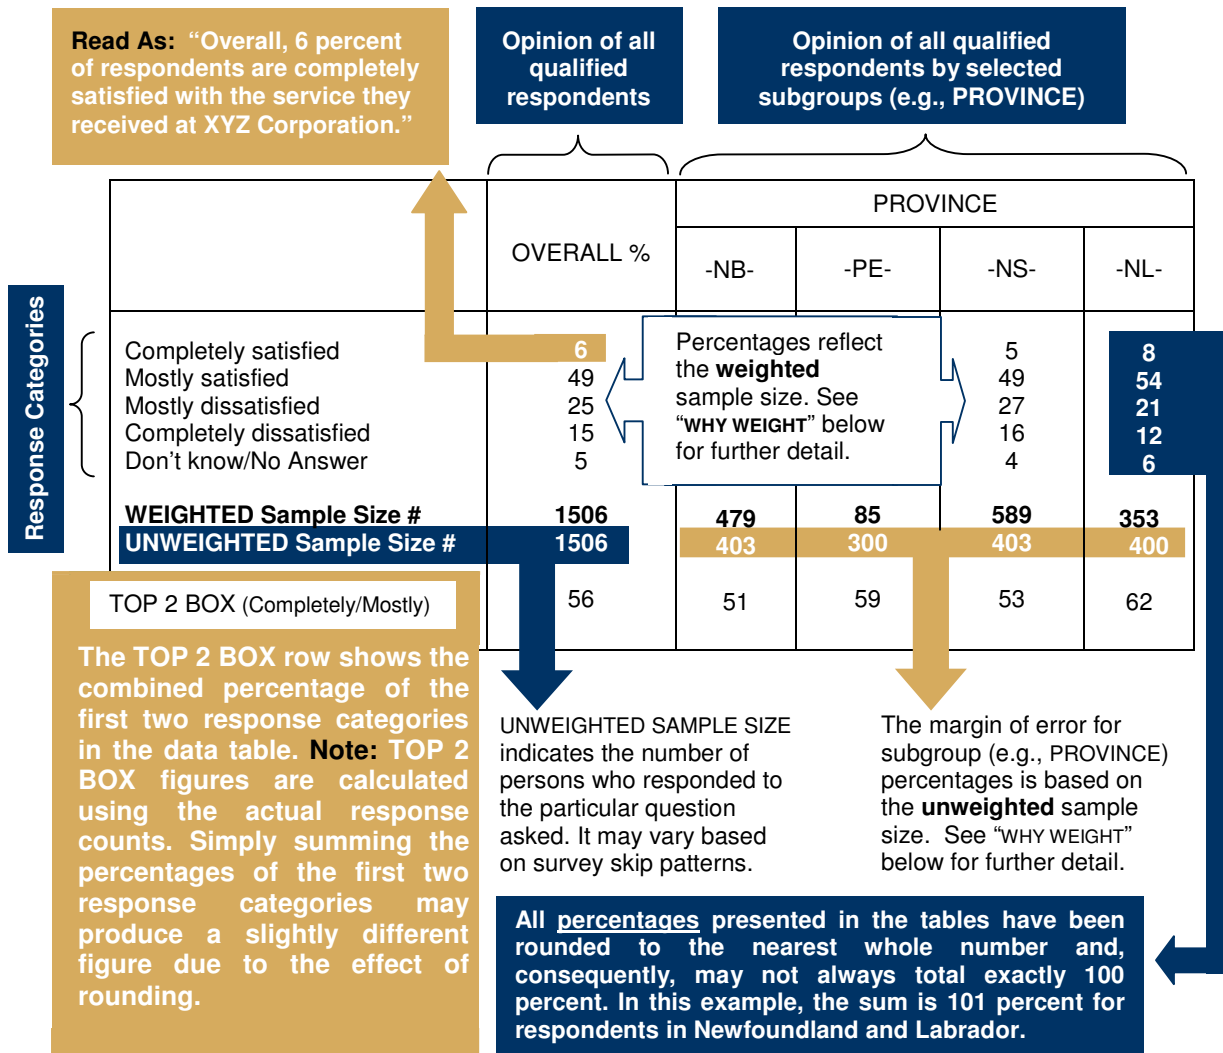 Read As: “Overall, 6 percent
of respondents are completely
satisfied with the service they
received at XYZ Corporation.”
Opinion of all
qualified
respondents
Opinion of all qualified
respondents by selected
subgroups (e.g., PROVINCE)
PROVINCE
OVERALL %
-NB-
-PE-
-NS-
-NL-
Response Categories
Completely satisfied 6 5 8
Mostly satisfied 49 49 54
Mostly dissatisfied 25 27 21
Completely dissatisfied 15 16 12
Don’t know/No Answer 5 4 6
Percentages reflect
the weighted
sample size. See
“WHY WEIGHT” below
for further detail.
WEIGHTED Sample Size # 1506 479 85 589 353
UNWEIGHTED Sample Size # 1506 403 300 403 400
TOP 2 BOX (Completely/Mostly) 56 51 59 53 62
The TOP 2 BOX row shows the
combined percentage of the
first two response categories
in the data table. Note: TOP 2
BOX figures are calculated
using the actual response
counts. Simply summing the
percentages of the first two
response categories may
produce a slightly different
figure due to the effect of
rounding.
UNWEIGHTED SAMPLE SIZE
indicates the number of
persons who responded to
the particular question
asked. It may vary based
on survey skip patterns.
The margin of error for
subgroup (e.g., PROVINCE)
percentages is based on
the unweighted sample
size. See “WHY WEIGHT”
below for further detail.
All percentages presented in the tables have been
rounded to the nearest whole number and,
consequently, may not always total exactly 100
percent. In this example, the sum is 101 percent for
respondents in Newfoundland and Labrador.